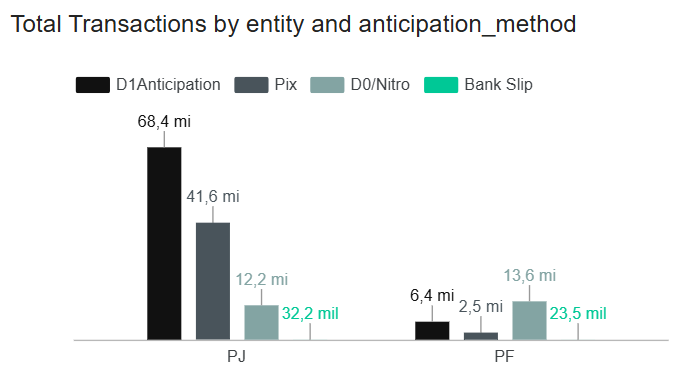 Total Transactions by entity and anticipation_method
D1Anticipation Pix D0/Nitro Bank Slip
68,4 mi
41,6 mi
12,2 mi
32,2 mil
6,4 mi
2,5 mi
13,6 mi
23,5 mil
PJ PF